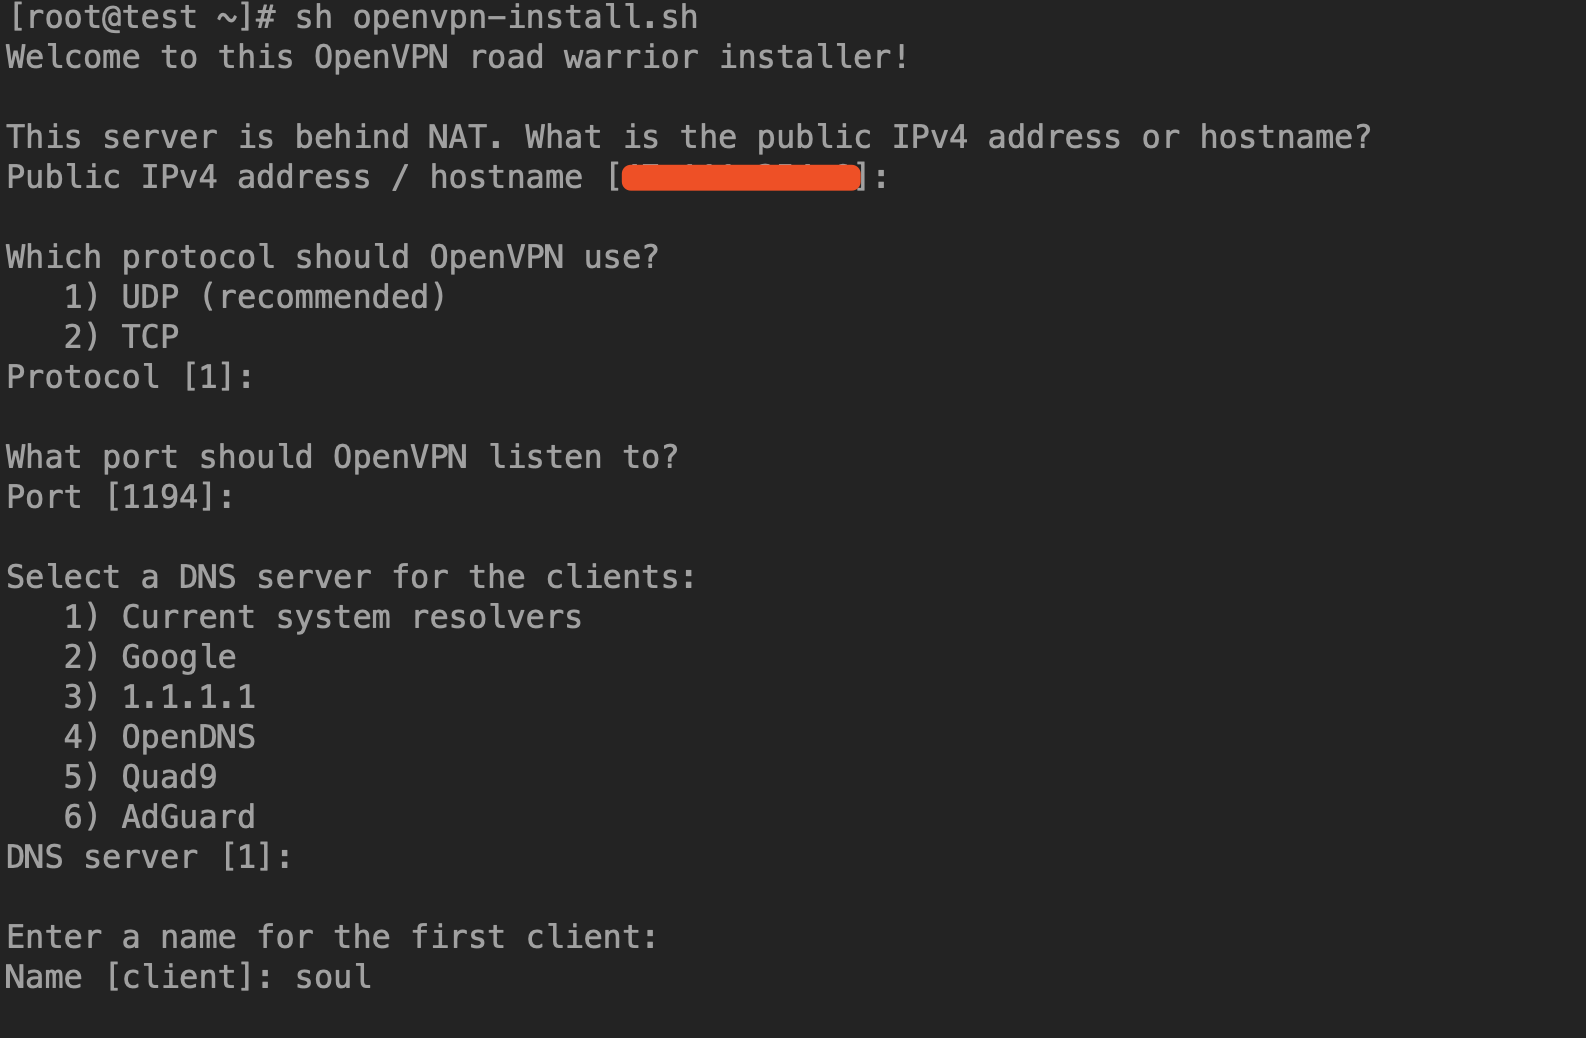 [root@test ~]# sh openvpn-install.sh
Welcome to this OpenVPN road warrior installer!
This server is behind NAT. What is the public IPv4 address or hostname?
Public IPv4 address / hostname []:
Which protocol should OpenVPN use?
1) UDP (recommended)
2) TCP
Protocol [1]:
What port should OpenVPN listen to?
Port [1194]:
Select a DNS server for the clients:
1) Current system resolvers
2) Google
3) 1.1.1.1
4) OpenDNS
5) Quad9
6) AdGuard
DNS server [1]:
Enter a name for the first client:
Name [client]: soul